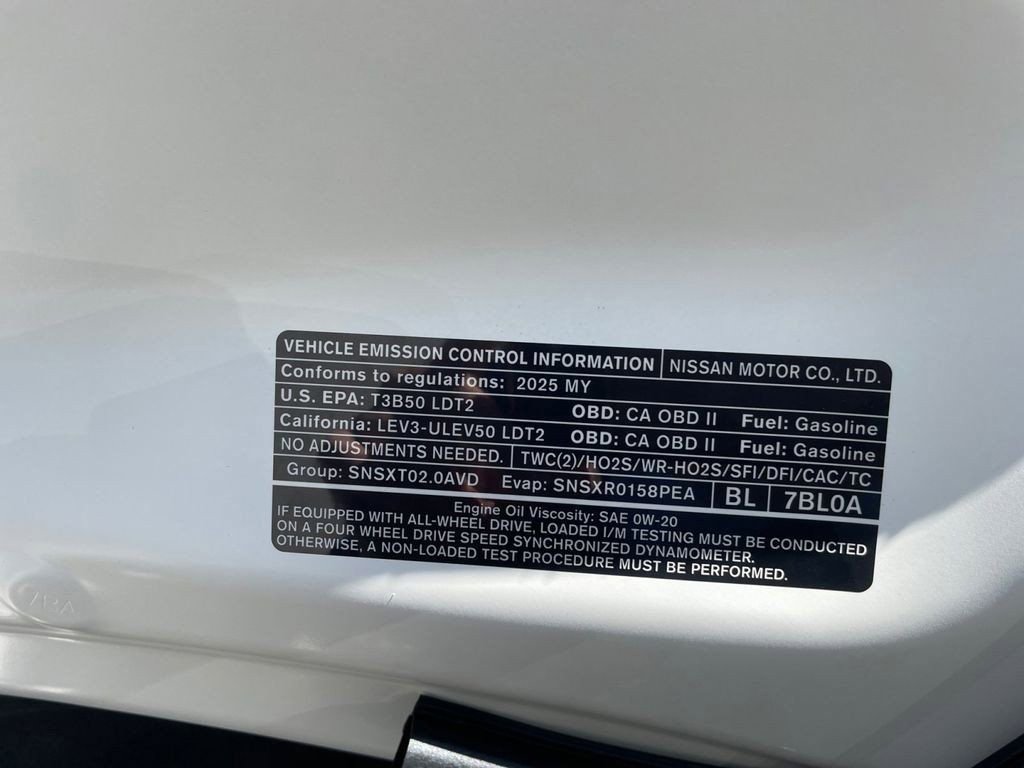 VEHICLE EMISSION CONTROL INFORMATION NISSAN MOTOR CO., LTD.
Conforms to regulations: 2025 MY
U.S. EPA: T3B50 LDT2 OBD: CA OBD II Fuel: Gasoline
California: LEV3-ULEV50 LDT2 OBD: CA OBD II Fuel: Gasoline
NO ADJUSTMENTS NEEDED. TWC(2)/HO2S/WR-HO2S/SFI/DFI/CAC/TC
Group: SNSXT02.0AVD Evap: SNSXR0158PEA BL 7BL0A
Engine Oil Viscosity: SAE 0W-20
IF EQUIPPED WITH ALL-WHEEL DRIVE, LOADED I/M TESTING MUST BE CONDUCTED
ON A FOUR WHEEL DRIVE SPEED SYNCHRONIZED DYNAMOMETER.
OTHERWISE, A NON-LOADED TEST PROCEDURE MUST BE PERFORMED.